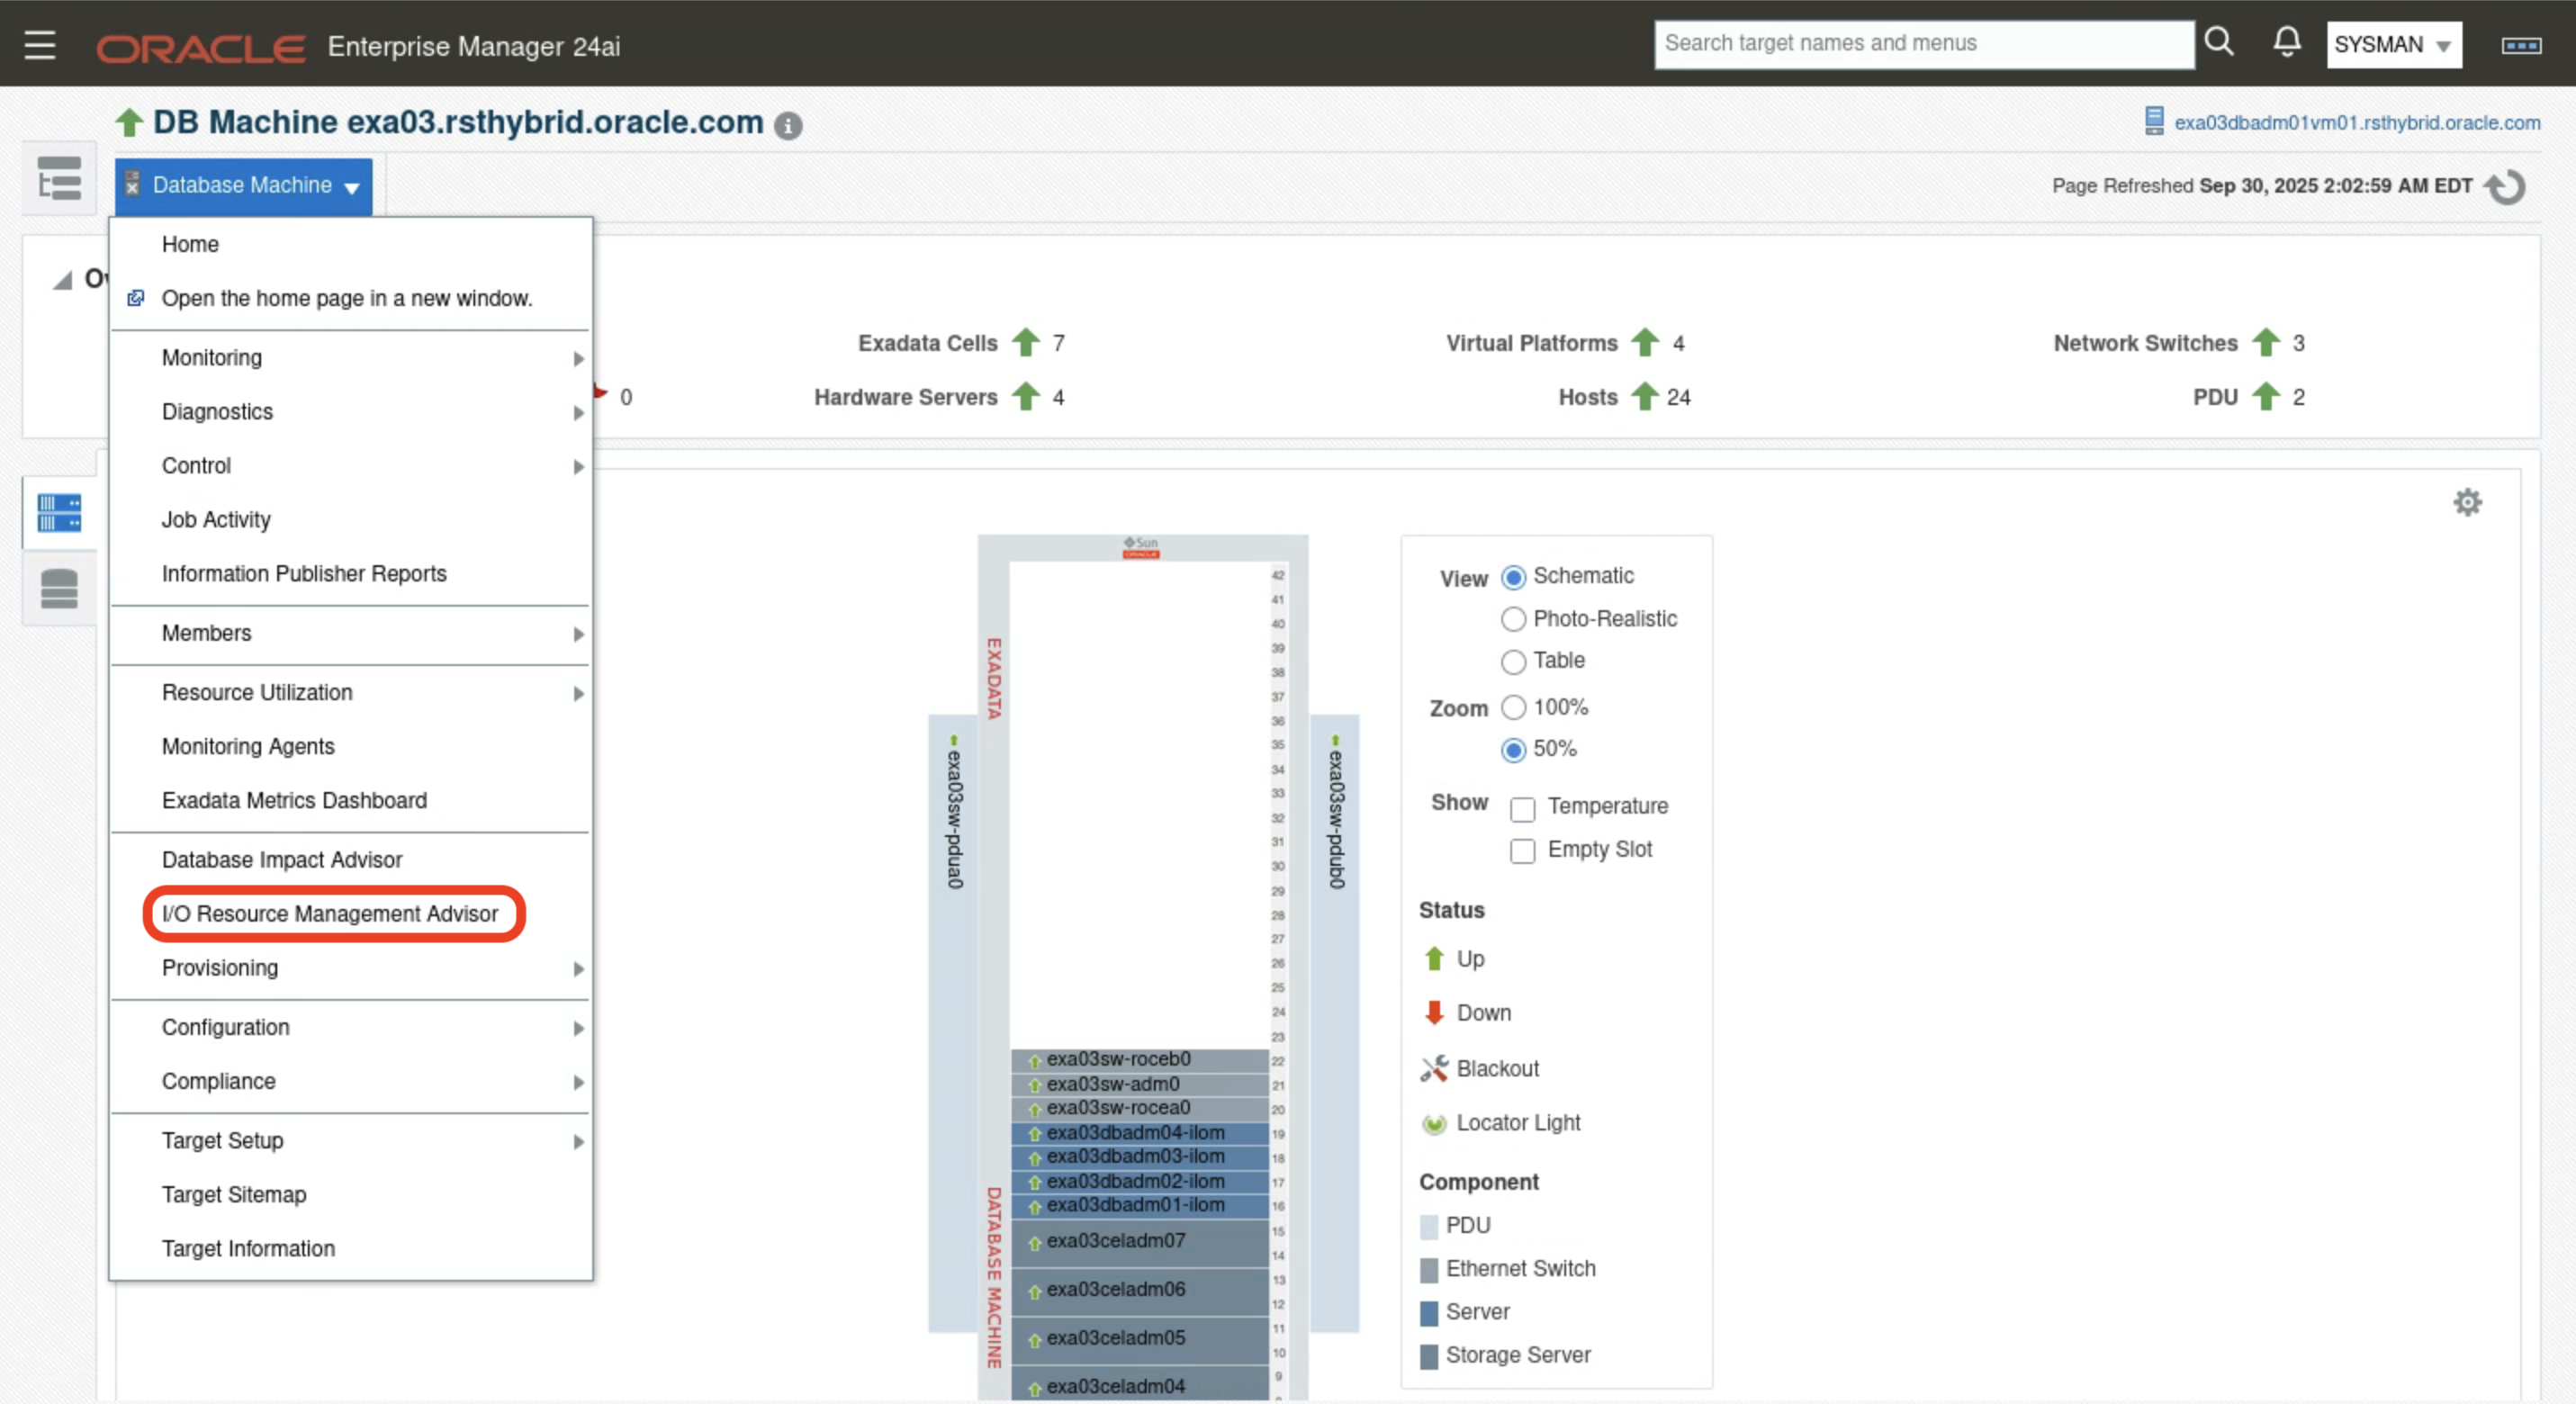 ORACLE Enterprise Manager 24ai
Search target names and menus
SYSMAN
DB Machine exa03.rsthybrid.oracle.com
exa03dbadm01vm01.rsthybrid.oracle.com
Database Machine
Page Refreshed Sep 30, 2025 2:02:59 AM EDT
Home
Open the home page in a new window.
Monitoring
Diagnostics
Control
Job Activity
Information Publisher Reports
Members
Resource Utilization
Monitoring Agents
Exadata Metrics Dashboard
Database Impact Advisor
I/O Resource Management Advisor
Provisioning
Configuration
Compliance
Target Setup
Target Sitemap
Target Information
0
Exadata Cells 7
Virtual Platforms 4
Network Switches 3
Hardware Servers 4
Hosts 24
PDU 2
Sun
ORACLE
EXADATA
DATABASE MACHINE
exa03sw-pdua0
exa03sw-pdub0
42
41
40
39
38
37
36
35
34
33
32
31
30
29
28
27
26
25
24
23
exa03sw-roceb0 22
exa03sw-adm0 21
exa03sw-rocea0 20
exa03dbadm04-ilom 19
exa03dbadm03-ilom 18
exa03dbadm02-ilom 17
exa03dbadm01-ilom 16
15
exa03celadm07
14
13
exa03celadm06
12
11
exa03celadm05
10
9
exa03celadm04
View Schematic
Photo-Realistic
Table
Zoom 100%
50%
Show Temperature
Empty Slot
Status
Up
Down
Blackout
Locator Light
Component
PDU
Ethernet Switch
Server
Storage Server